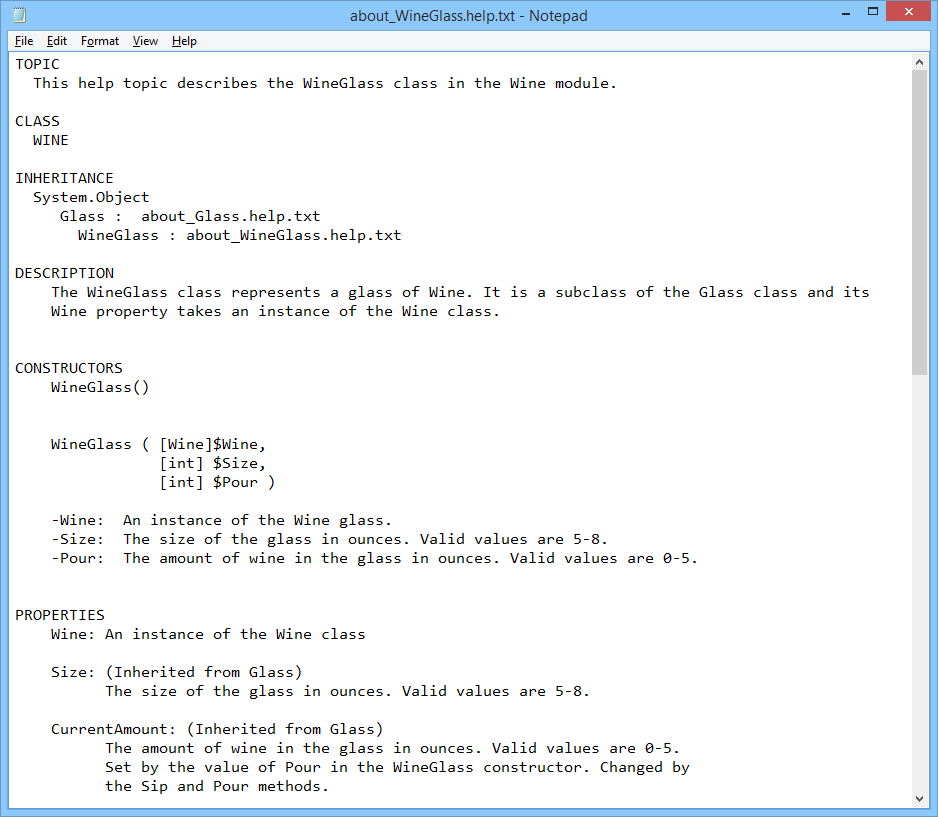 about_WineGlass.help.txt - Notepad
File Edit Format View Help
TOPIC
  This help topic describes the WineGlass class in the Wine module.

CLASS
  WINE

INHERITANCE
  System.Object
     Glass :  about_Glass.help.txt
       WineGlass : about_WineGlass.help.txt

DESCRIPTION
    The WineGlass class represents a glass of Wine. It is a subclass of the Glass class and its
    Wine property takes an instance of the Wine class.


CONSTRUCTORS
    WineGlass()


    WineGlass ( [Wine]$Wine,
                [int] $Size,
                [int] $Pour )

    -Wine:  An instance of the Wine glass.
    -Size:  The size of the glass in ounces. Valid values are 5-8.
    -Pour:  The amount of wine in the glass in ounces. Valid values are 0-5.


PROPERTIES
    Wine: An instance of the Wine class

    Size: (Inherited from Glass)
          The size of the glass in ounces. Valid values are 5-8.

    CurrentAmount: (Inherited from Glass)
          The amount of wine in the glass in ounces. Valid values are 0-5.
          Set by the value of Pour in the WineGlass constructor. Changed by
          the Sip and Pour methods.